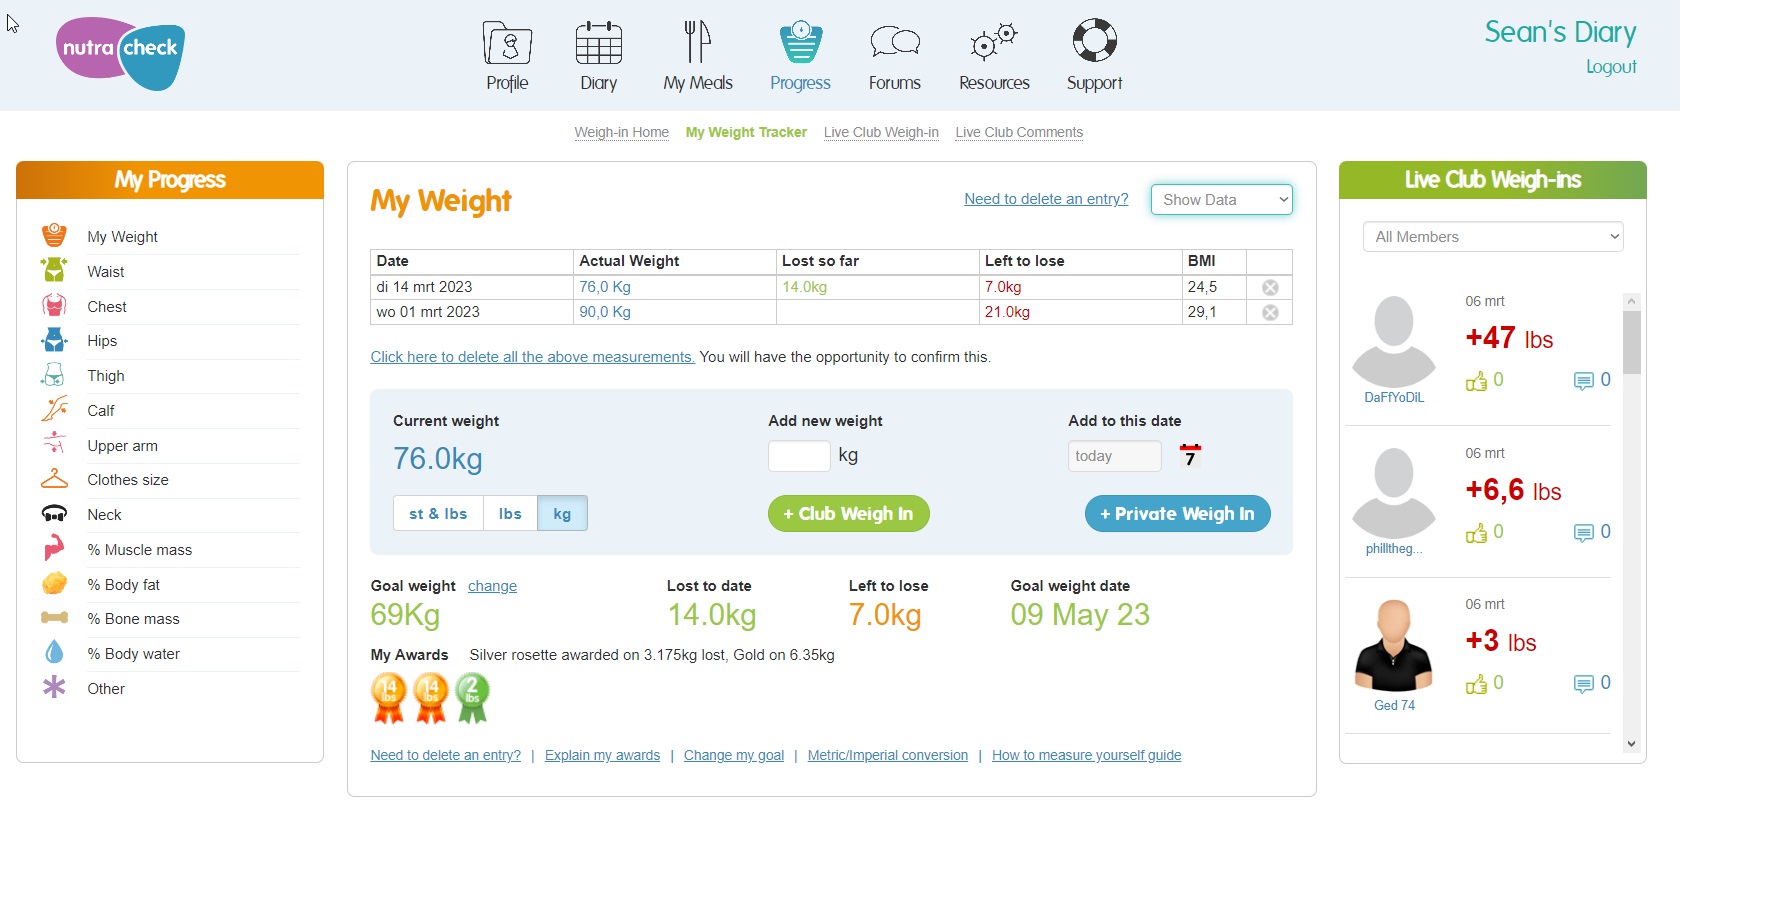 nutra check
Profile
Diary
My Meals
Progress
Forums
Resources
Support
Sean's Diary
Logout
Weigh-in Home My Weight Tracker Live Club Weigh-in Live Club Comments
My Progress
My Weight
Waist
Chest
Hips
Thigh
Calf
Upper arm
Clothes size
Neck
% Muscle mass
% Body fat
% Bone mass
% Body water
Other
My Weight
Need to delete an entry? Show Data
Date Actual Weight Lost so far Left to lose BMI
di 14 mrt 2023 76,0 Kg 14.0kg 7.0kg 24,5
wo 01 mrt 2023 90,0 Kg 21.0kg 29,1
Click here to delete all the above measurements. You will have the opportunity to confirm this.
Current weight Add new weight Add to this date
76.0kg kg today 7
st & lbs lbs kg + Club Weigh In + Private Weigh In
Goal weight change Lost to date Left to lose Goal weight date
69Kg 14.0kg 7.0kg 09 May 23
My Awards Silver rosette awarded on 3.175kg lost, Gold on 6.35kg
14 lbs 14 lbs 2 lbs
Need to delete an entry? | Explain my awards | Change my goal | Metric/Imperial conversion | How to measure yourself guide
Live Club Weigh-ins
All Members
06 mrt
+47 lbs
0 0
DaFfYoDiL
06 mrt
+6,6 lbs
0 0
philltheg...
06 mrt
+3 lbs
0 0
Ged 74